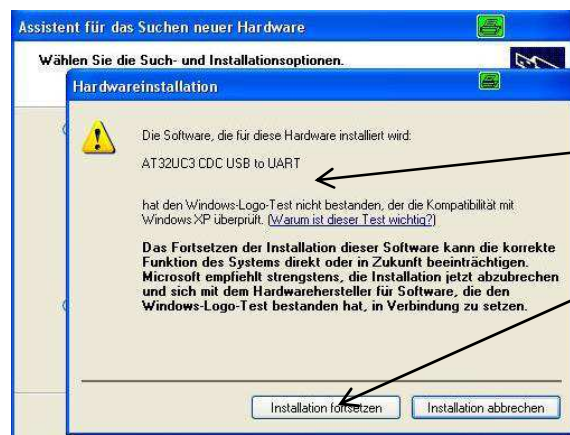 Assistent für das Suchen neuer Hardware
Wählen Sie die Such- und Installationsoptionen.
Hardwareinstallation
Die Software, die für diese Hardware installiert wird:
AT32UC3 CDC USB to UART
hat den Windows-Logo-Test nicht bestanden, der die Kompatibilität mit
Windows XP überprüft. (Warum ist dieser Test wichtig?)
Das Fortsetzen der Installation dieser Software kann die korrekte
Funktion des Systems direkt oder in Zukunft beeinträchtigen.
Microsoft empfiehlt strengstens, die Installation jetzt abzubrechen
und sich mit dem Hardwarehersteller für Software, die den
Windows-Logo-Test bestanden hat, in Verbindung zu setzen.
Installation fortsetzen Installation abbrechen